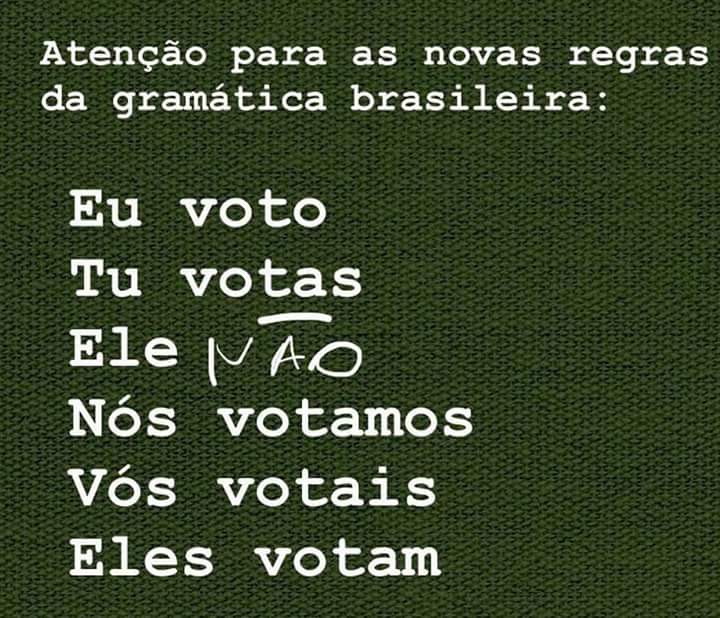 Atenção para as novas regras
da gramática brasileira:
Eu voto
Tu votas
Ele NÃO
Nós votamos
Vós votais
Eles votam